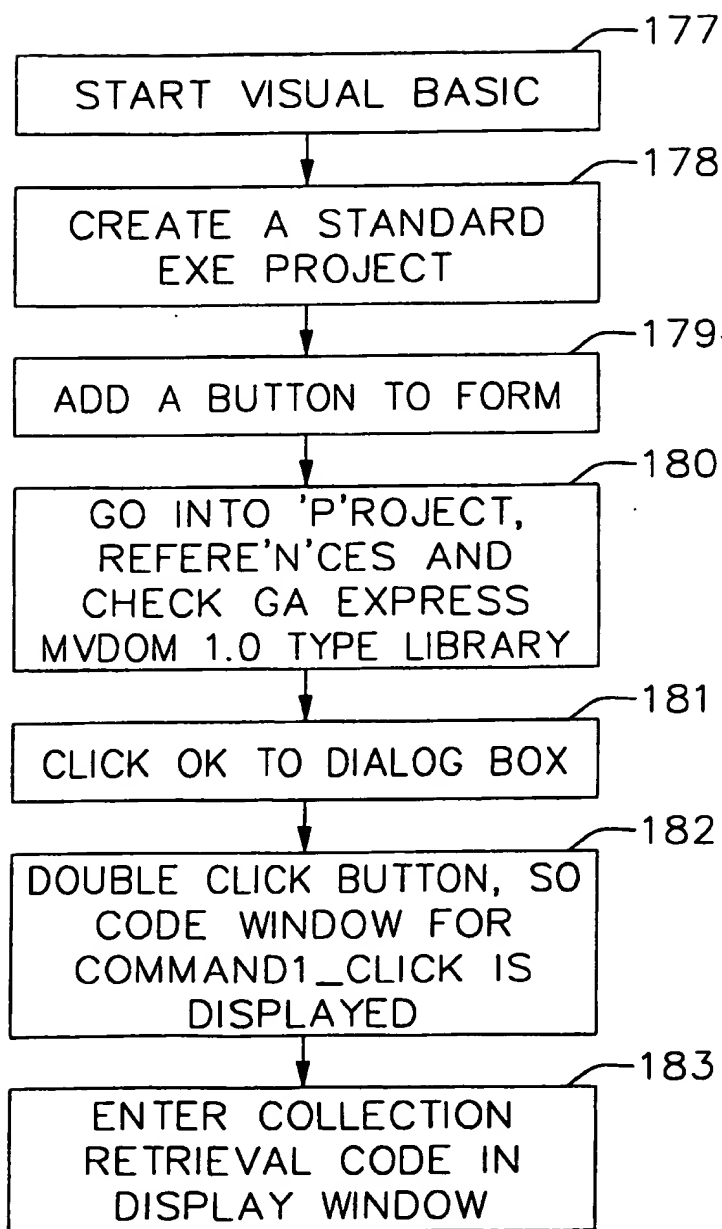 177
START VISUAL BASIC
178
CREATE A STANDARD
EXE PROJECT
179
ADD A BUTTON TO FORM
180
GO INTO 'P'ROJECT,
REFERE'N'CES AND
CHECK GA EXPRESS
MVDOM 1.0 TYPE LIBRARY
181
CLICK OK TO DIALOG BOX
182
DOUBLE CLICK BUTTON, SO
CODE WINDOW FOR
COMMAND1_CLICK IS
DISPLAYED
183
ENTER COLLECTION
RETRIEVAL CODE IN
DISPLAY WINDOW